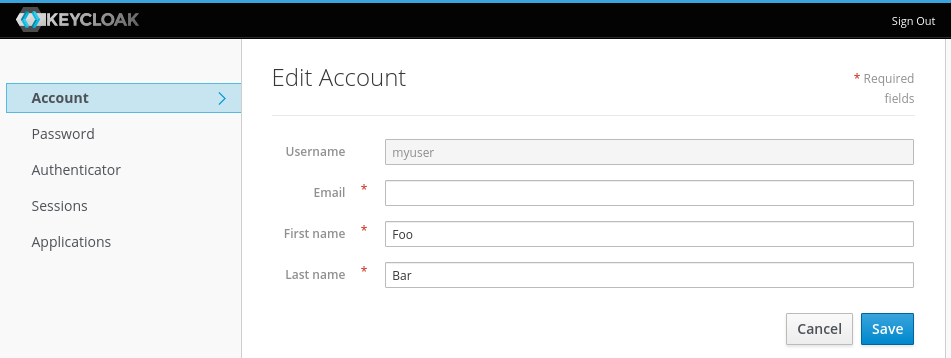 KEYCLOAK
Sign Out
Account
Password
Authenticator
Sessions
Applications
Edit Account
* Required
fields
Username myuser
Email *
First name * Foo
Last name * Bar
Cancel Save